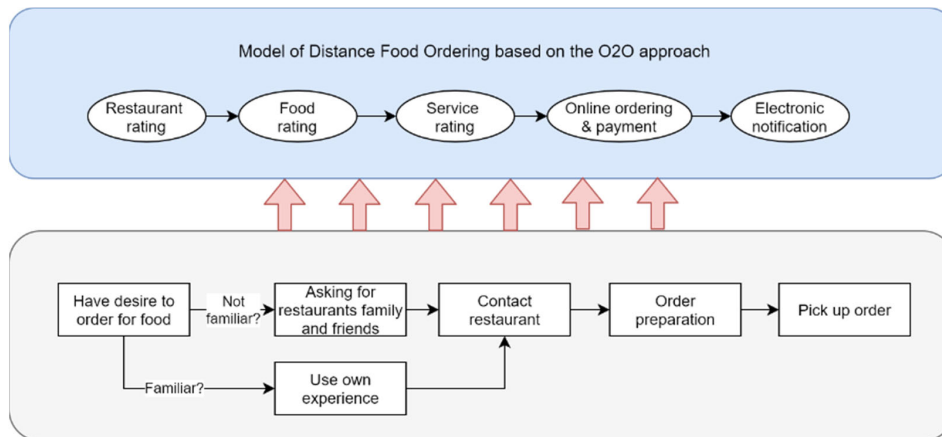 Model of Distance Food Ordering based on the O2O approach
Restaurant
rating
Food
rating
Service
rating
Online ordering
& payment
Electronic
notification
Have desire to
order for food
Not
familiar?
Asking for
restaurants family
and friends
Contact
restaurant
Order
preparation
Pick up order
Familiar?
Use own
experience